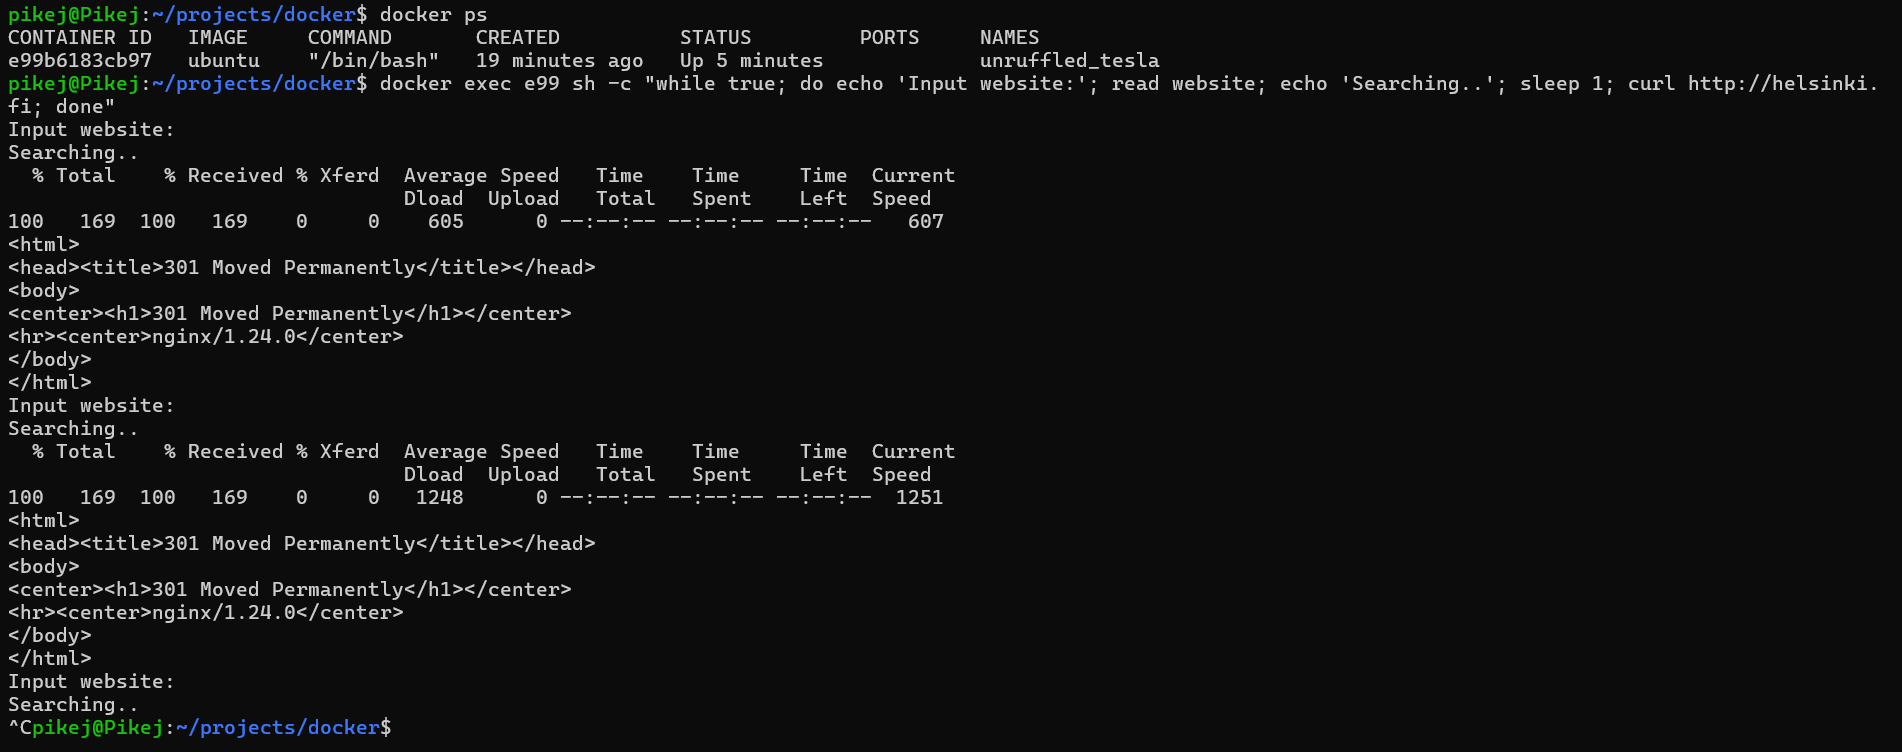 pikej@Pikej:~/projects/docker$ docker ps
CONTAINER ID   IMAGE     COMMAND       CREATED          STATUS         PORTS     NAMES
e99b6183cb97   ubuntu    "/bin/bash"   19 minutes ago   Up 5 minutes             unruffled_tesla
pikej@Pikej:~/projects/docker$ docker exec e99 sh -c "while true; do echo 'Input website:'; read website; echo 'Searching..'; sleep 1; curl http://helsinki.
fi; done"
Input website:
Searching..
  % Total    % Received % Xferd  Average Speed   Time    Time     Time  Current
                                 Dload  Upload   Total   Spent    Left  Speed
100   169  100   169    0     0    605      0 --:--:-- --:--:-- --:--:--   607
<html>
<head><title>301 Moved Permanently</title></head>
<body>
<center><h1>301 Moved Permanently</h1></center>
<hr><center>nginx/1.24.0</center>
</body>
</html>
Input website:
Searching..
  % Total    % Received % Xferd  Average Speed   Time    Time     Time  Current
                                 Dload  Upload   Total   Spent    Left  Speed
100   169  100   169    0     0   1248      0 --:--:-- --:--:-- --:--:--  1251
<html>
<head><title>301 Moved Permanently</title></head>
<body>
<center><h1>301 Moved Permanently</h1></center>
<hr><center>nginx/1.24.0</center>
</body>
</html>
Input website:
Searching..
^Cpikej@Pikej:~/projects/docker$